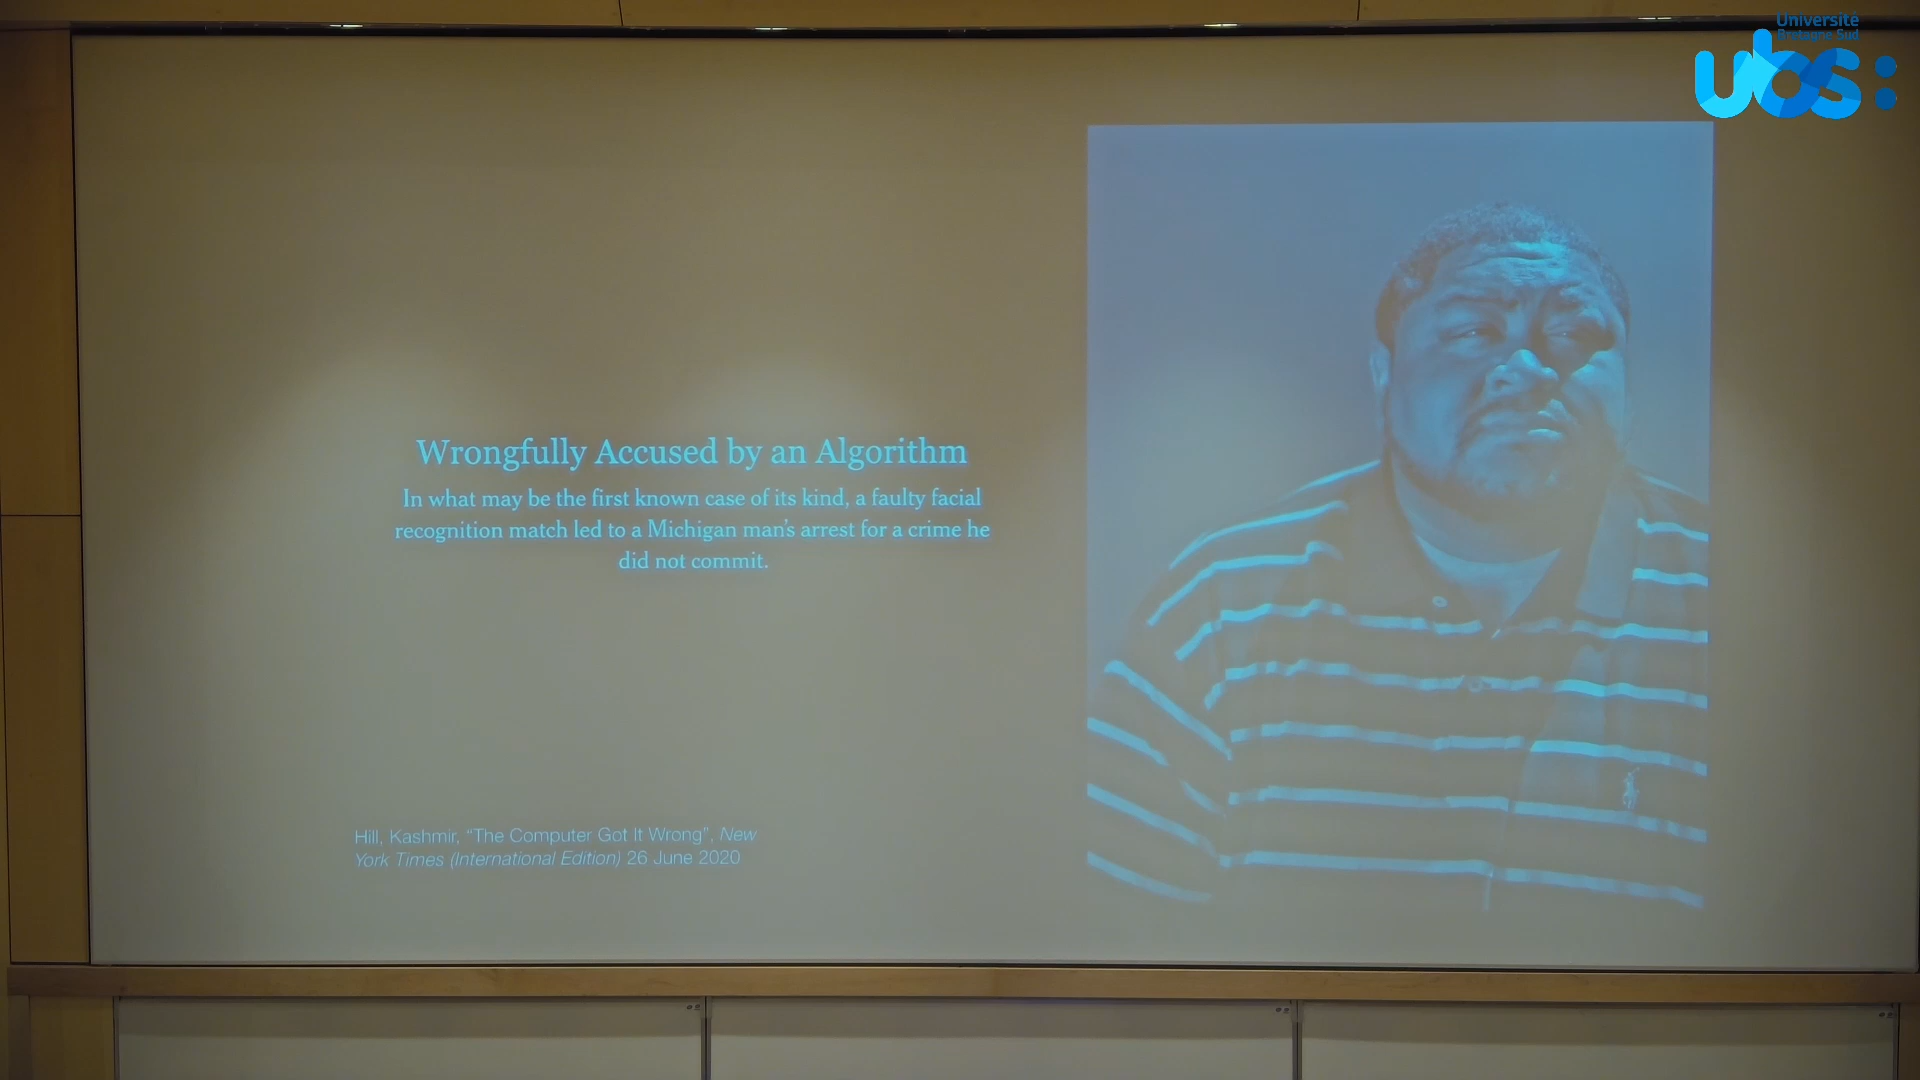 Université
Bretagne Sud
ubs:
Wrongfully Accused by an Algorithm
In what may be the first known case of its kind, a faulty facial
recognition match led to a Michigan man's arrest for a crime he
did not commit.
Hill, Kashmir, “The Computer Got It Wrong”, New
York Times (International Edition) 26 June 2020